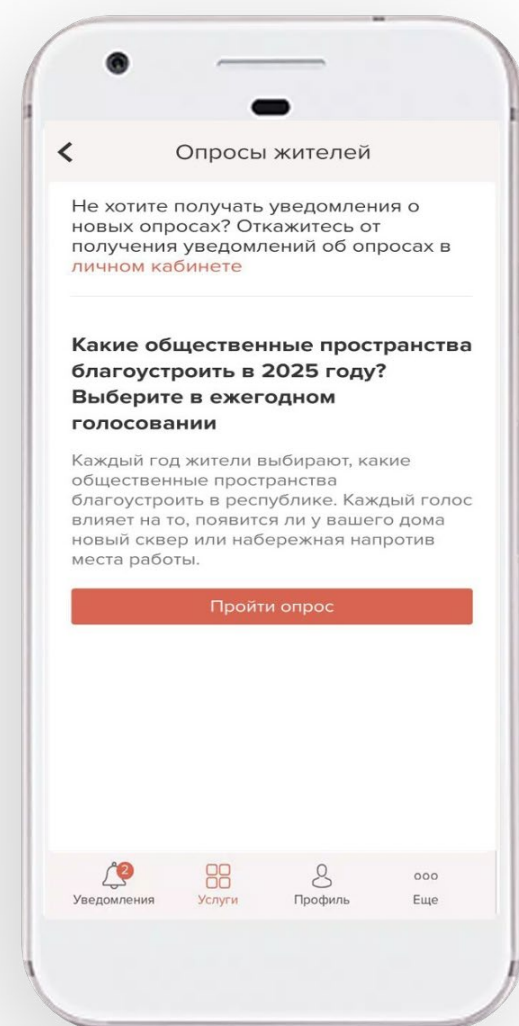 Опросы жителей
Не хотите получать уведомления о
новых опросах? Откажитесь от
получения уведомлений об опросах в
личном кабинете
Какие общественные пространства
благоустроить в 2025 году?
Выберите в ежегодном
голосовании
Каждый год жители выбирают, какие
общественные пространства
благоустроить в республике. Каждый голос
влияет на то, появится ли у вашего дома
новый сквер или набережная напротив
места работы.
Пройти опрос
2
Уведомления Услуги Профиль Еще